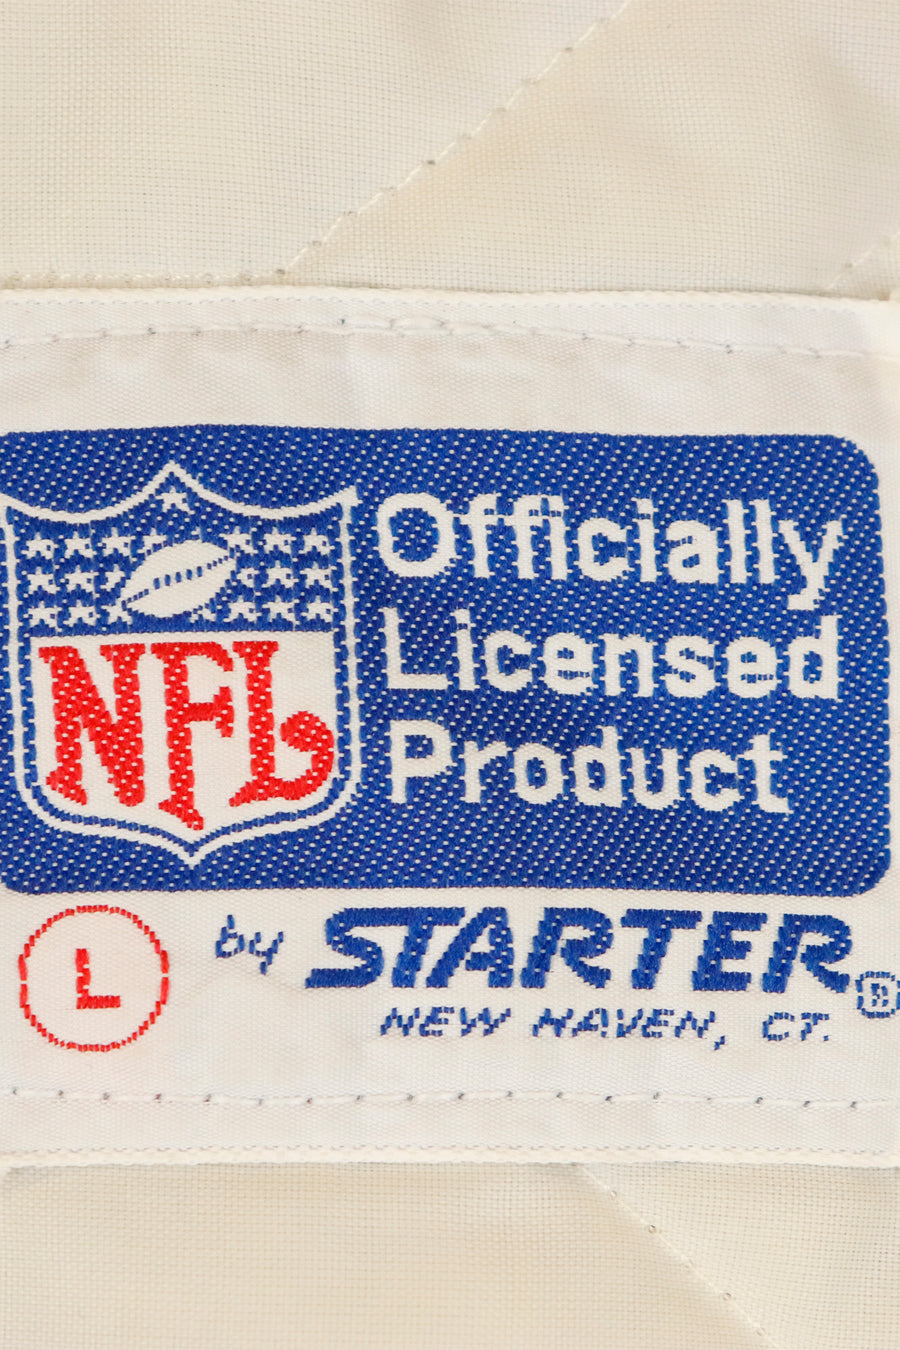 NFL
Officially
Licensed
Product
L
by STARTER®
NEW HAVEN, CT.